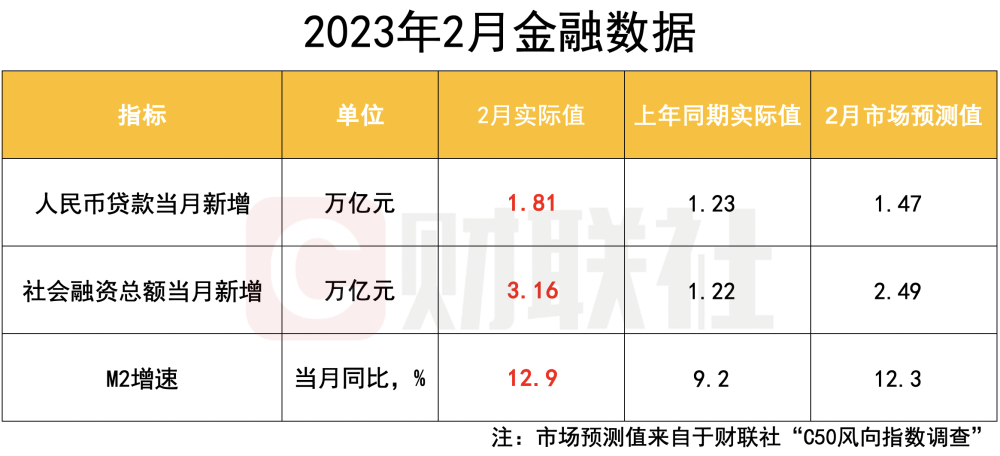 2023年2月金融数据
指标 单位 2月实际值 上年同期实际值 2月市场预测值
人民币贷款当月新增 万亿元 1.81 1.23 1.47
社会融资总额当月新增 万亿元 3.16 1.22 2.49
M2增速 当月同比，% 12.9 9.2 12.3
财联社
注：市场预测值来自于财联社“C50风向指数调查”